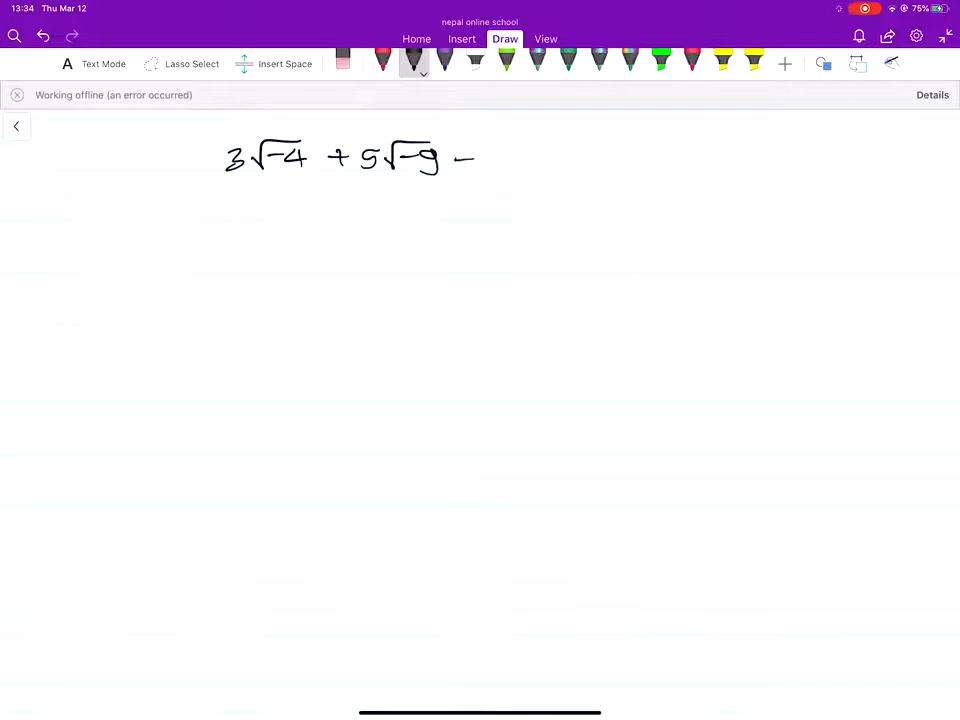 13:34 Thu Mar 12 75%
nepal online school
Home Insert Draw View
A Text Mode Lasso Select Insert Space
Working offline (an error occurred) Details
3√-4 + 5√-9 -